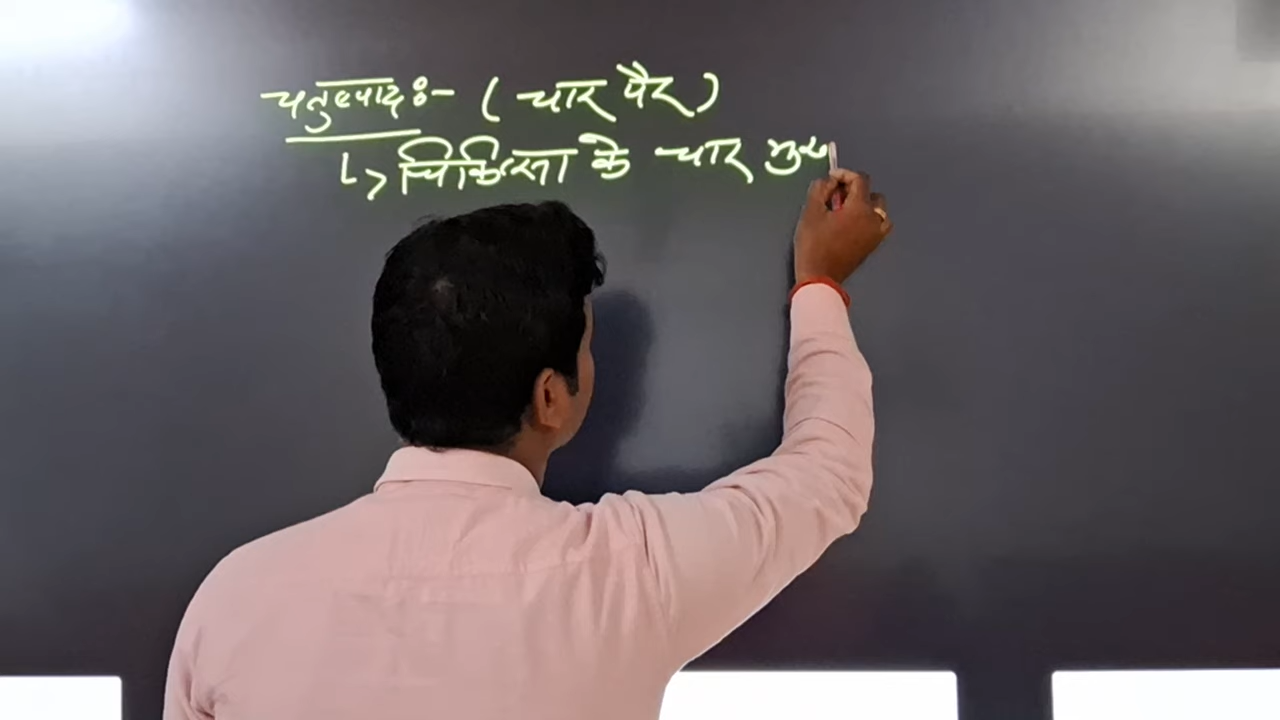 चतुष्पाद :- (चार पैर)
↳ चिकित्सा के चार मुख